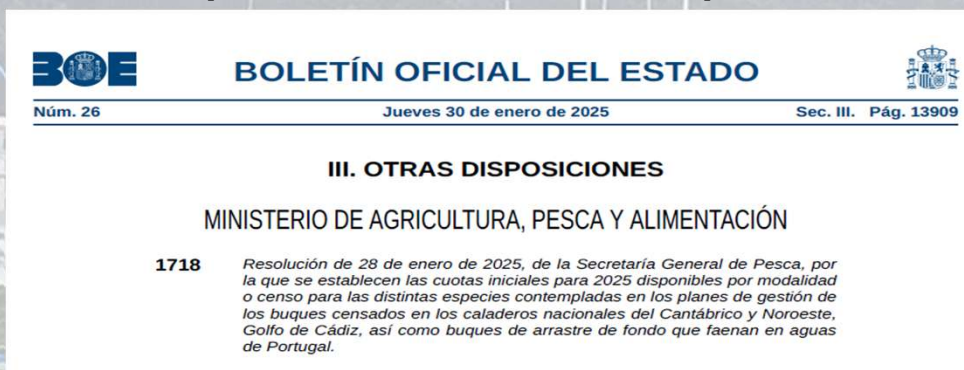 BOE
BOLETÍN OFICIAL DEL ESTADO
Núm. 26 Jueves 30 de enero de 2025 Sec. III. Pág. 13909
III. OTRAS DISPOSICIONES
MINISTERIO DE AGRICULTURA, PESCA Y ALIMENTACIÓN
1718 Resolución de 28 de enero de 2025, de la Secretaría General de Pesca, por
la que se establecen las cuotas iniciales para 2025 disponibles por modalidad
o censo para las distintas especies contempladas en los planes de gestión de
los buques censados en los caladeros nacionales del Cantábrico y Noroeste,
Golfo de Cádiz, así como buques de arrastre de fondo que faenan en aguas
de Portugal.